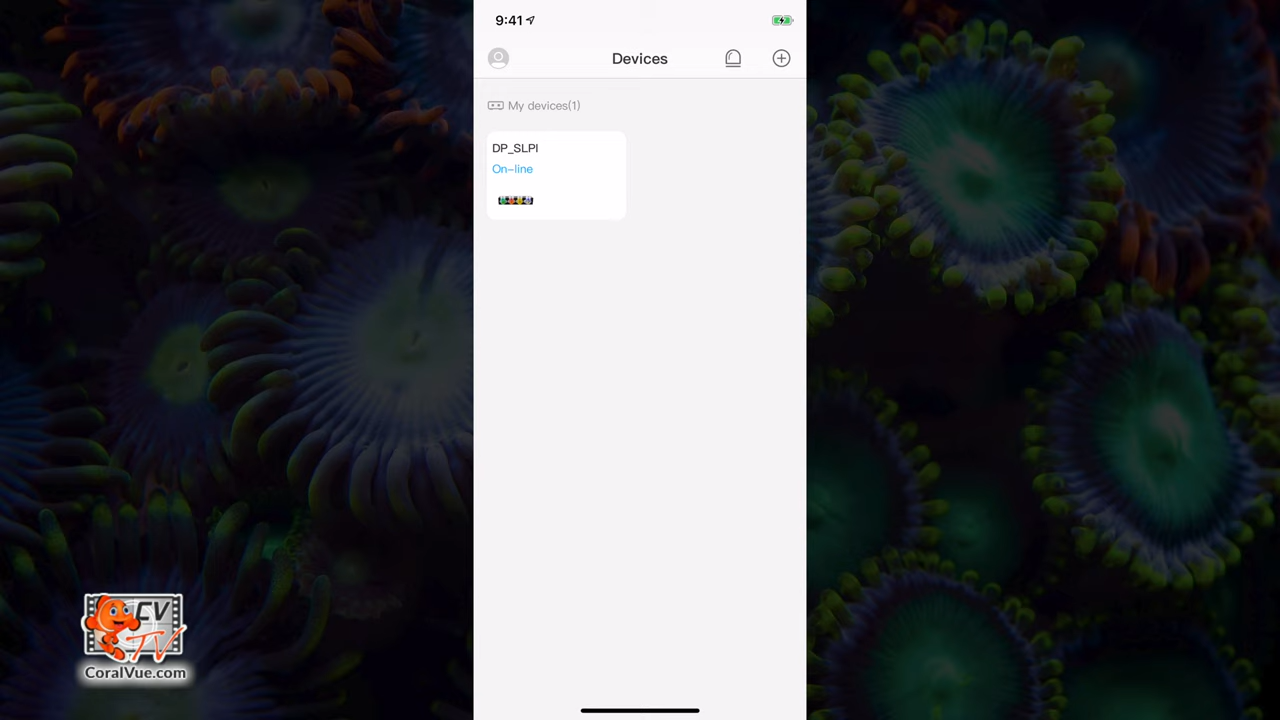 9:41
Devices
My devices(1)
DP_SLPI
On-line
CV
TV
CoralVue.com